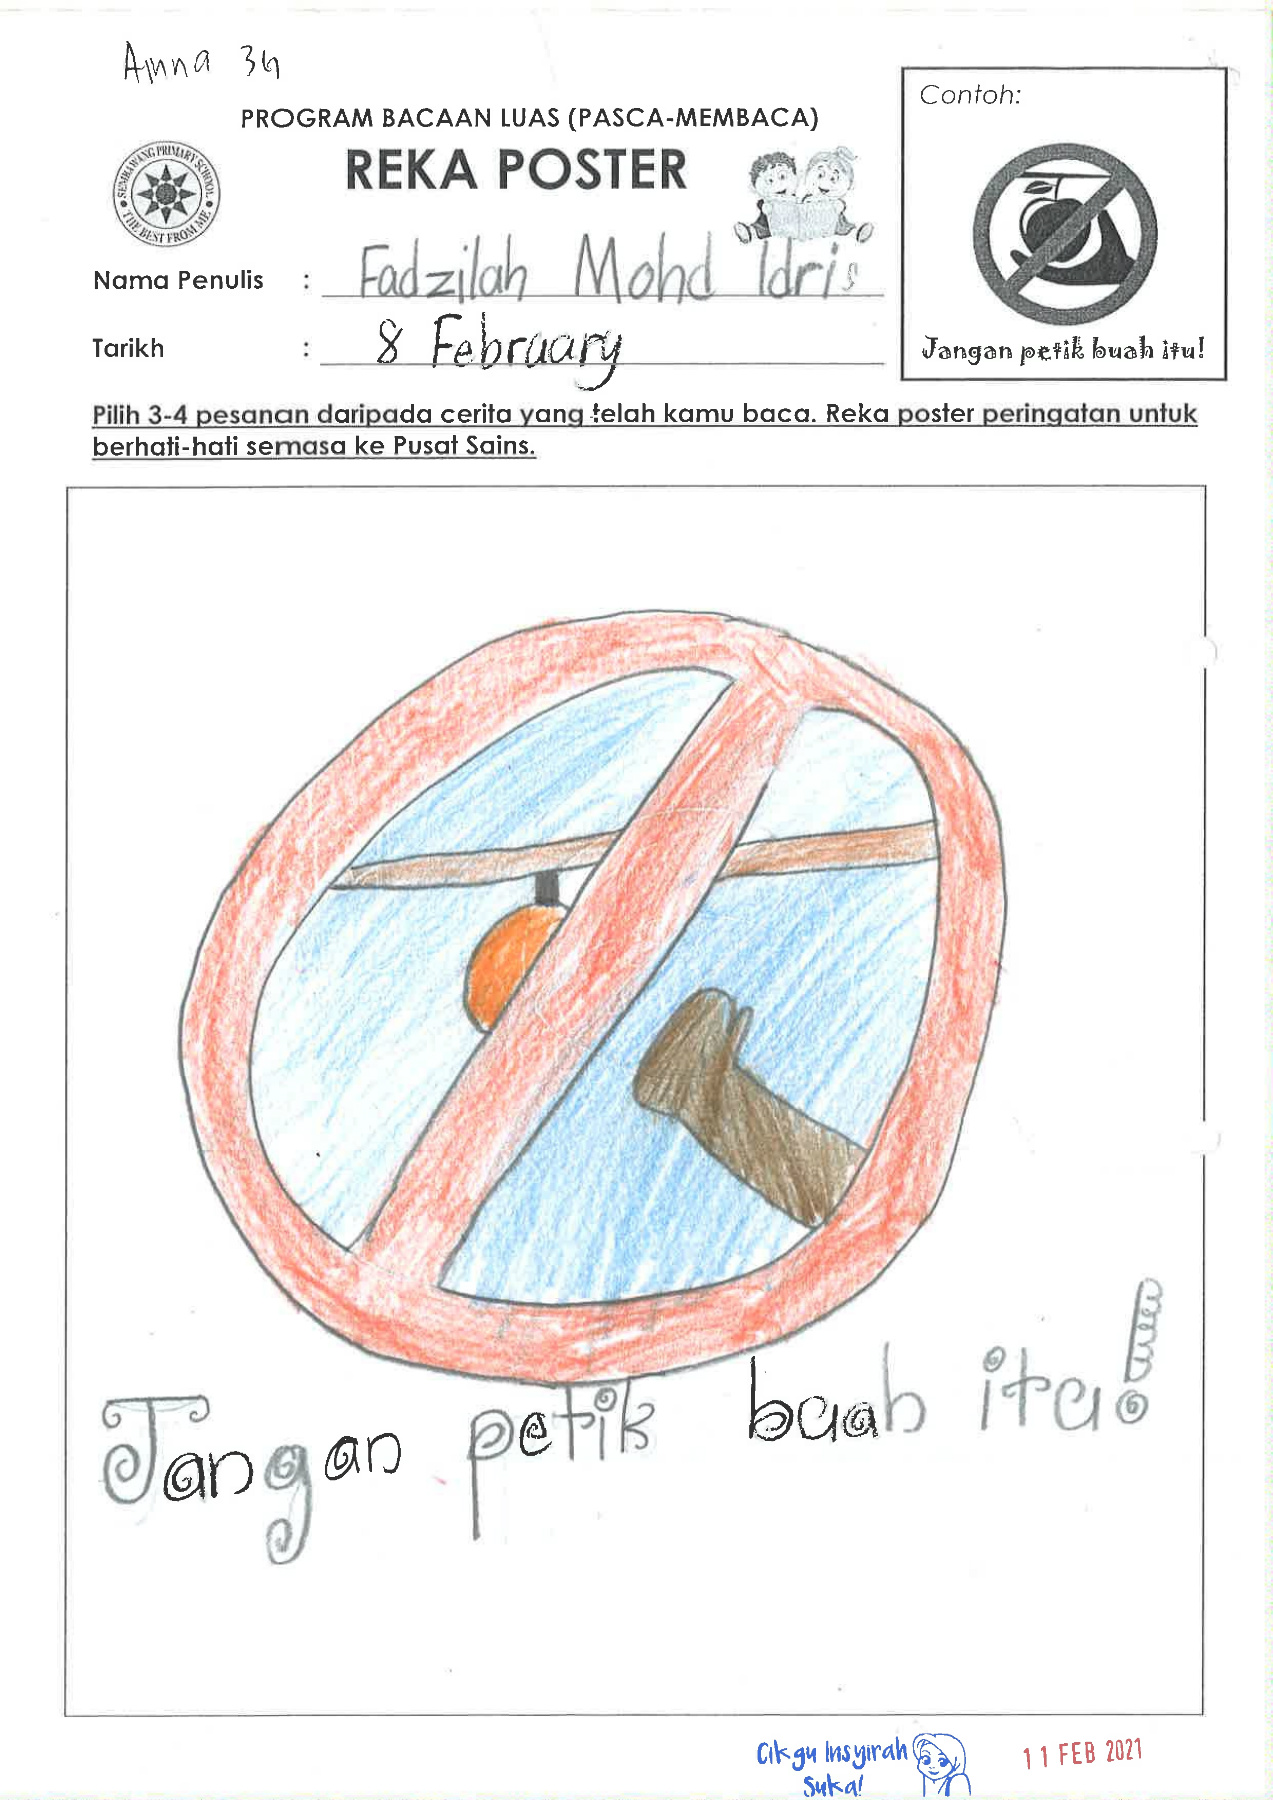 Amna 3H
PROGRAM BACAAN LUAS (PASCA-MEMBACA)
REKA POSTER
SEMBAWANG PRIMARY SCHOOL
THE BEST FROM ME
Nama Penulis : Fadzilah Mohd Idris
Tarikh : 8 February
Contoh:
Jangan petik buah itu!
Pilih 3-4 pesanan daripada cerita yang telah kamu baca. Reka poster peringatan untuk
berhati-hati semasa ke Pusat Sains.
Jangan petik buah itu!
Cikgu Insyirah
Suka!
11 FEB 2021